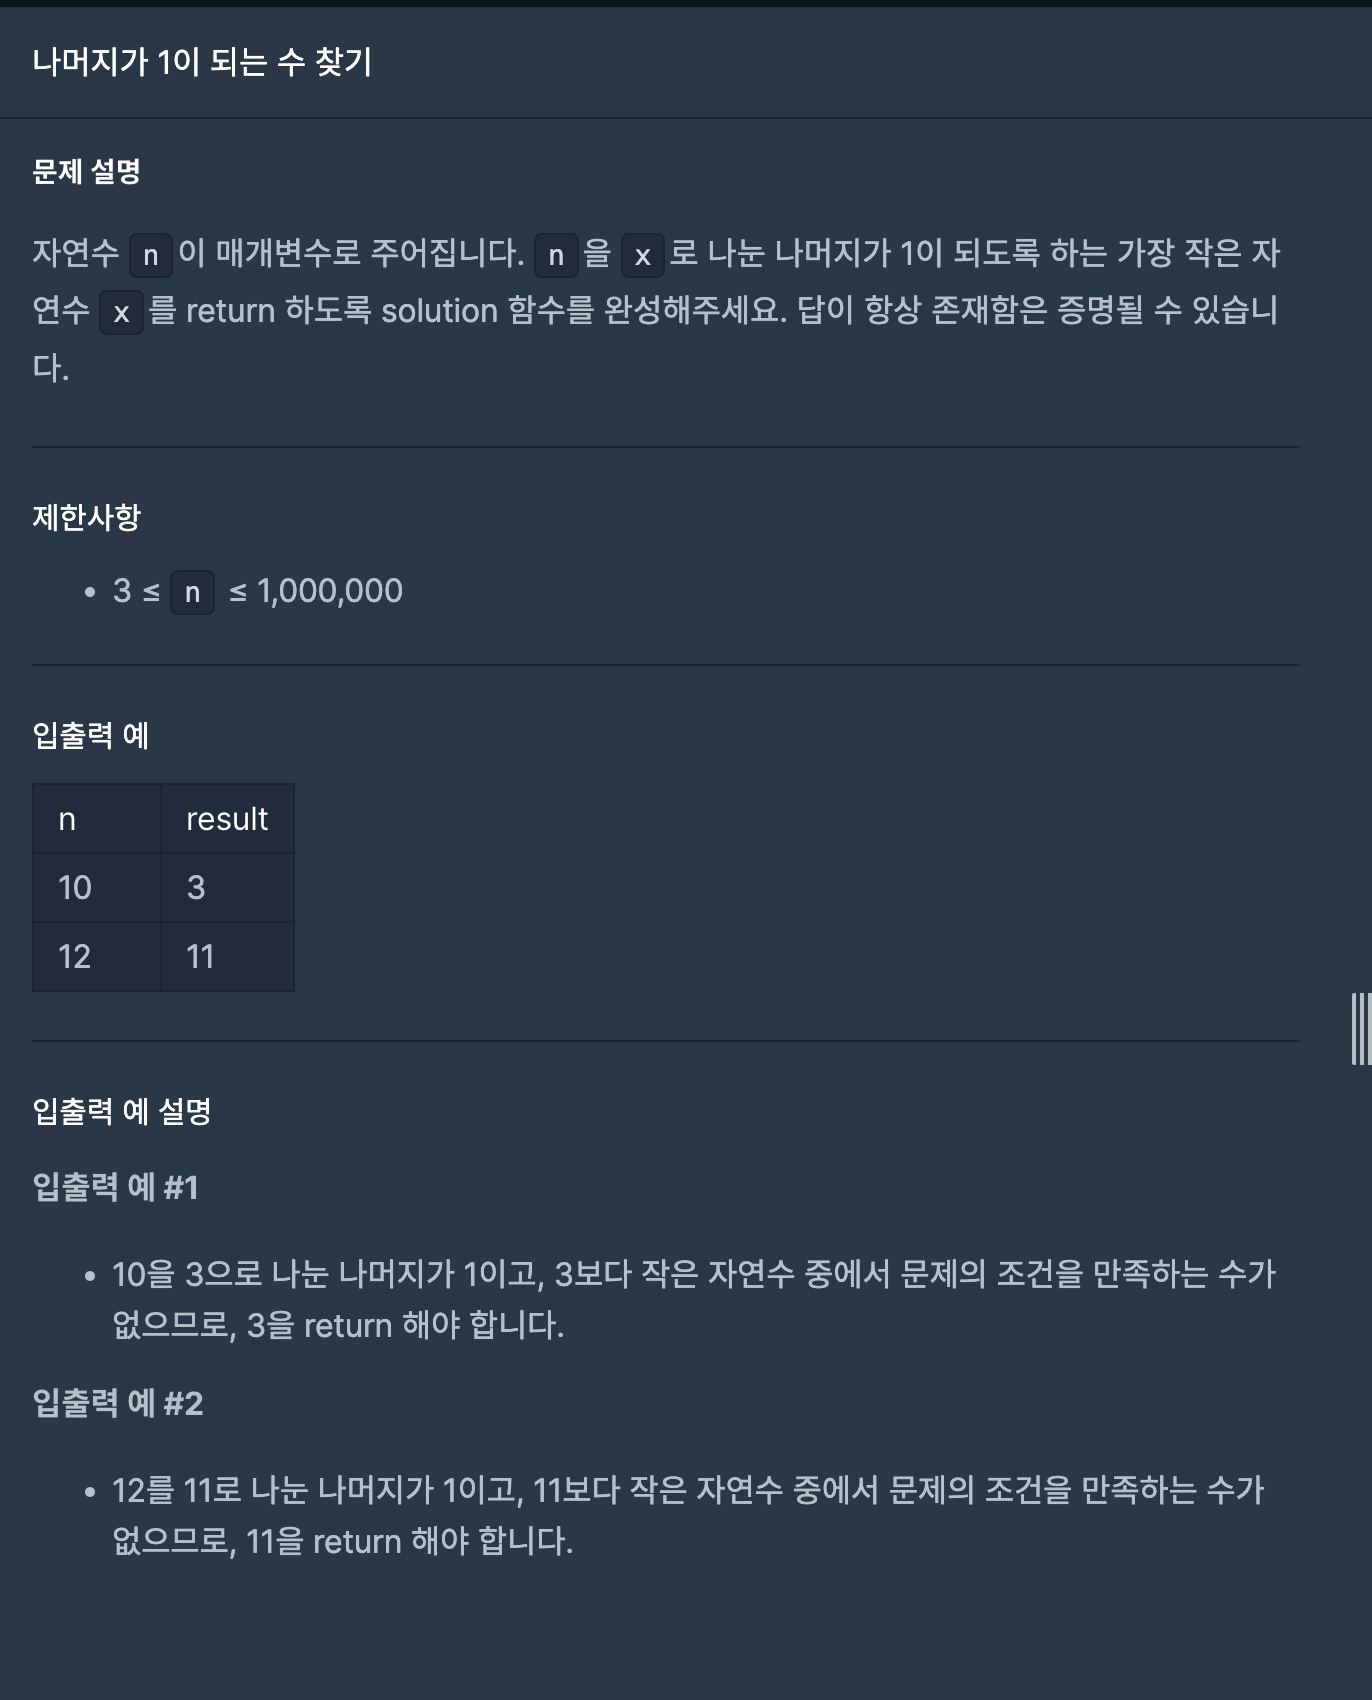 나머지가 1이 되는 수 찾기
문제 설명
자연수 n이 매개변수로 주어집니다. n을 x로 나눈 나머지가 1이 되도록 하는 가장 작은 자
연수 x를 return 하도록 solution 함수를 완성해주세요. 답이 항상 존재함은 증명될 수 있습니
다.
제한사항
• 3 ≤ n ≤ 1,000,000
입출력 예
n result
10 3
12 11
입출력 예 설명
입출력 예 #1
• 10을 3으로 나눈 나머지가 1이고, 3보다 작은 자연수 중에서 문제의 조건을 만족하는 수가
없으므로, 3을 return 해야 합니다.
입출력 예 #2
• 12를 11로 나눈 나머지가 1이고, 11보다 작은 자연수 중에서 문제의 조건을 만족하는 수가
없으므로, 11을 return 해야 합니다.